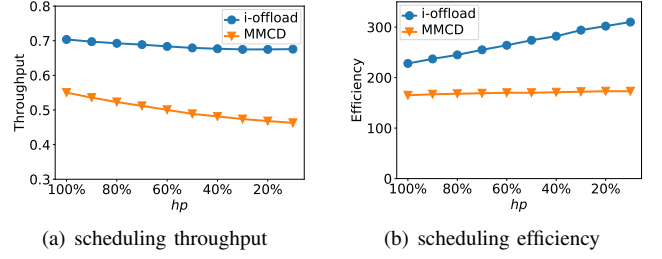 0.8
0.7
0.6
0.5
0.4
0.3
Throughput
i-offload
MMCD
100% 80% 60% 40% 20%
hp
(a) scheduling throughput
300
200
100
0
Efficiency
i-offload
MMCD
100% 80% 60% 40% 20%
hp
(b) scheduling efficiency